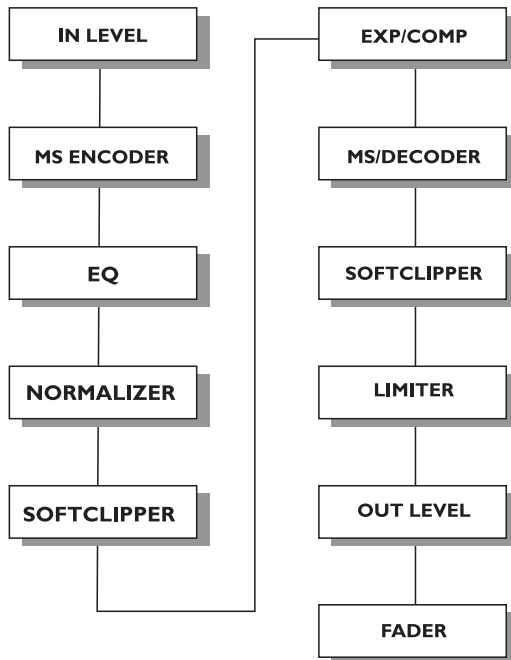 IN LEVEL
MS ENCODER
EQ
NORMALIZER
SOFTCLIPPER
EXP/COMP
MS/DECODER
SOFTCLIPPER
LIMITER
OUT LEVEL
FADER